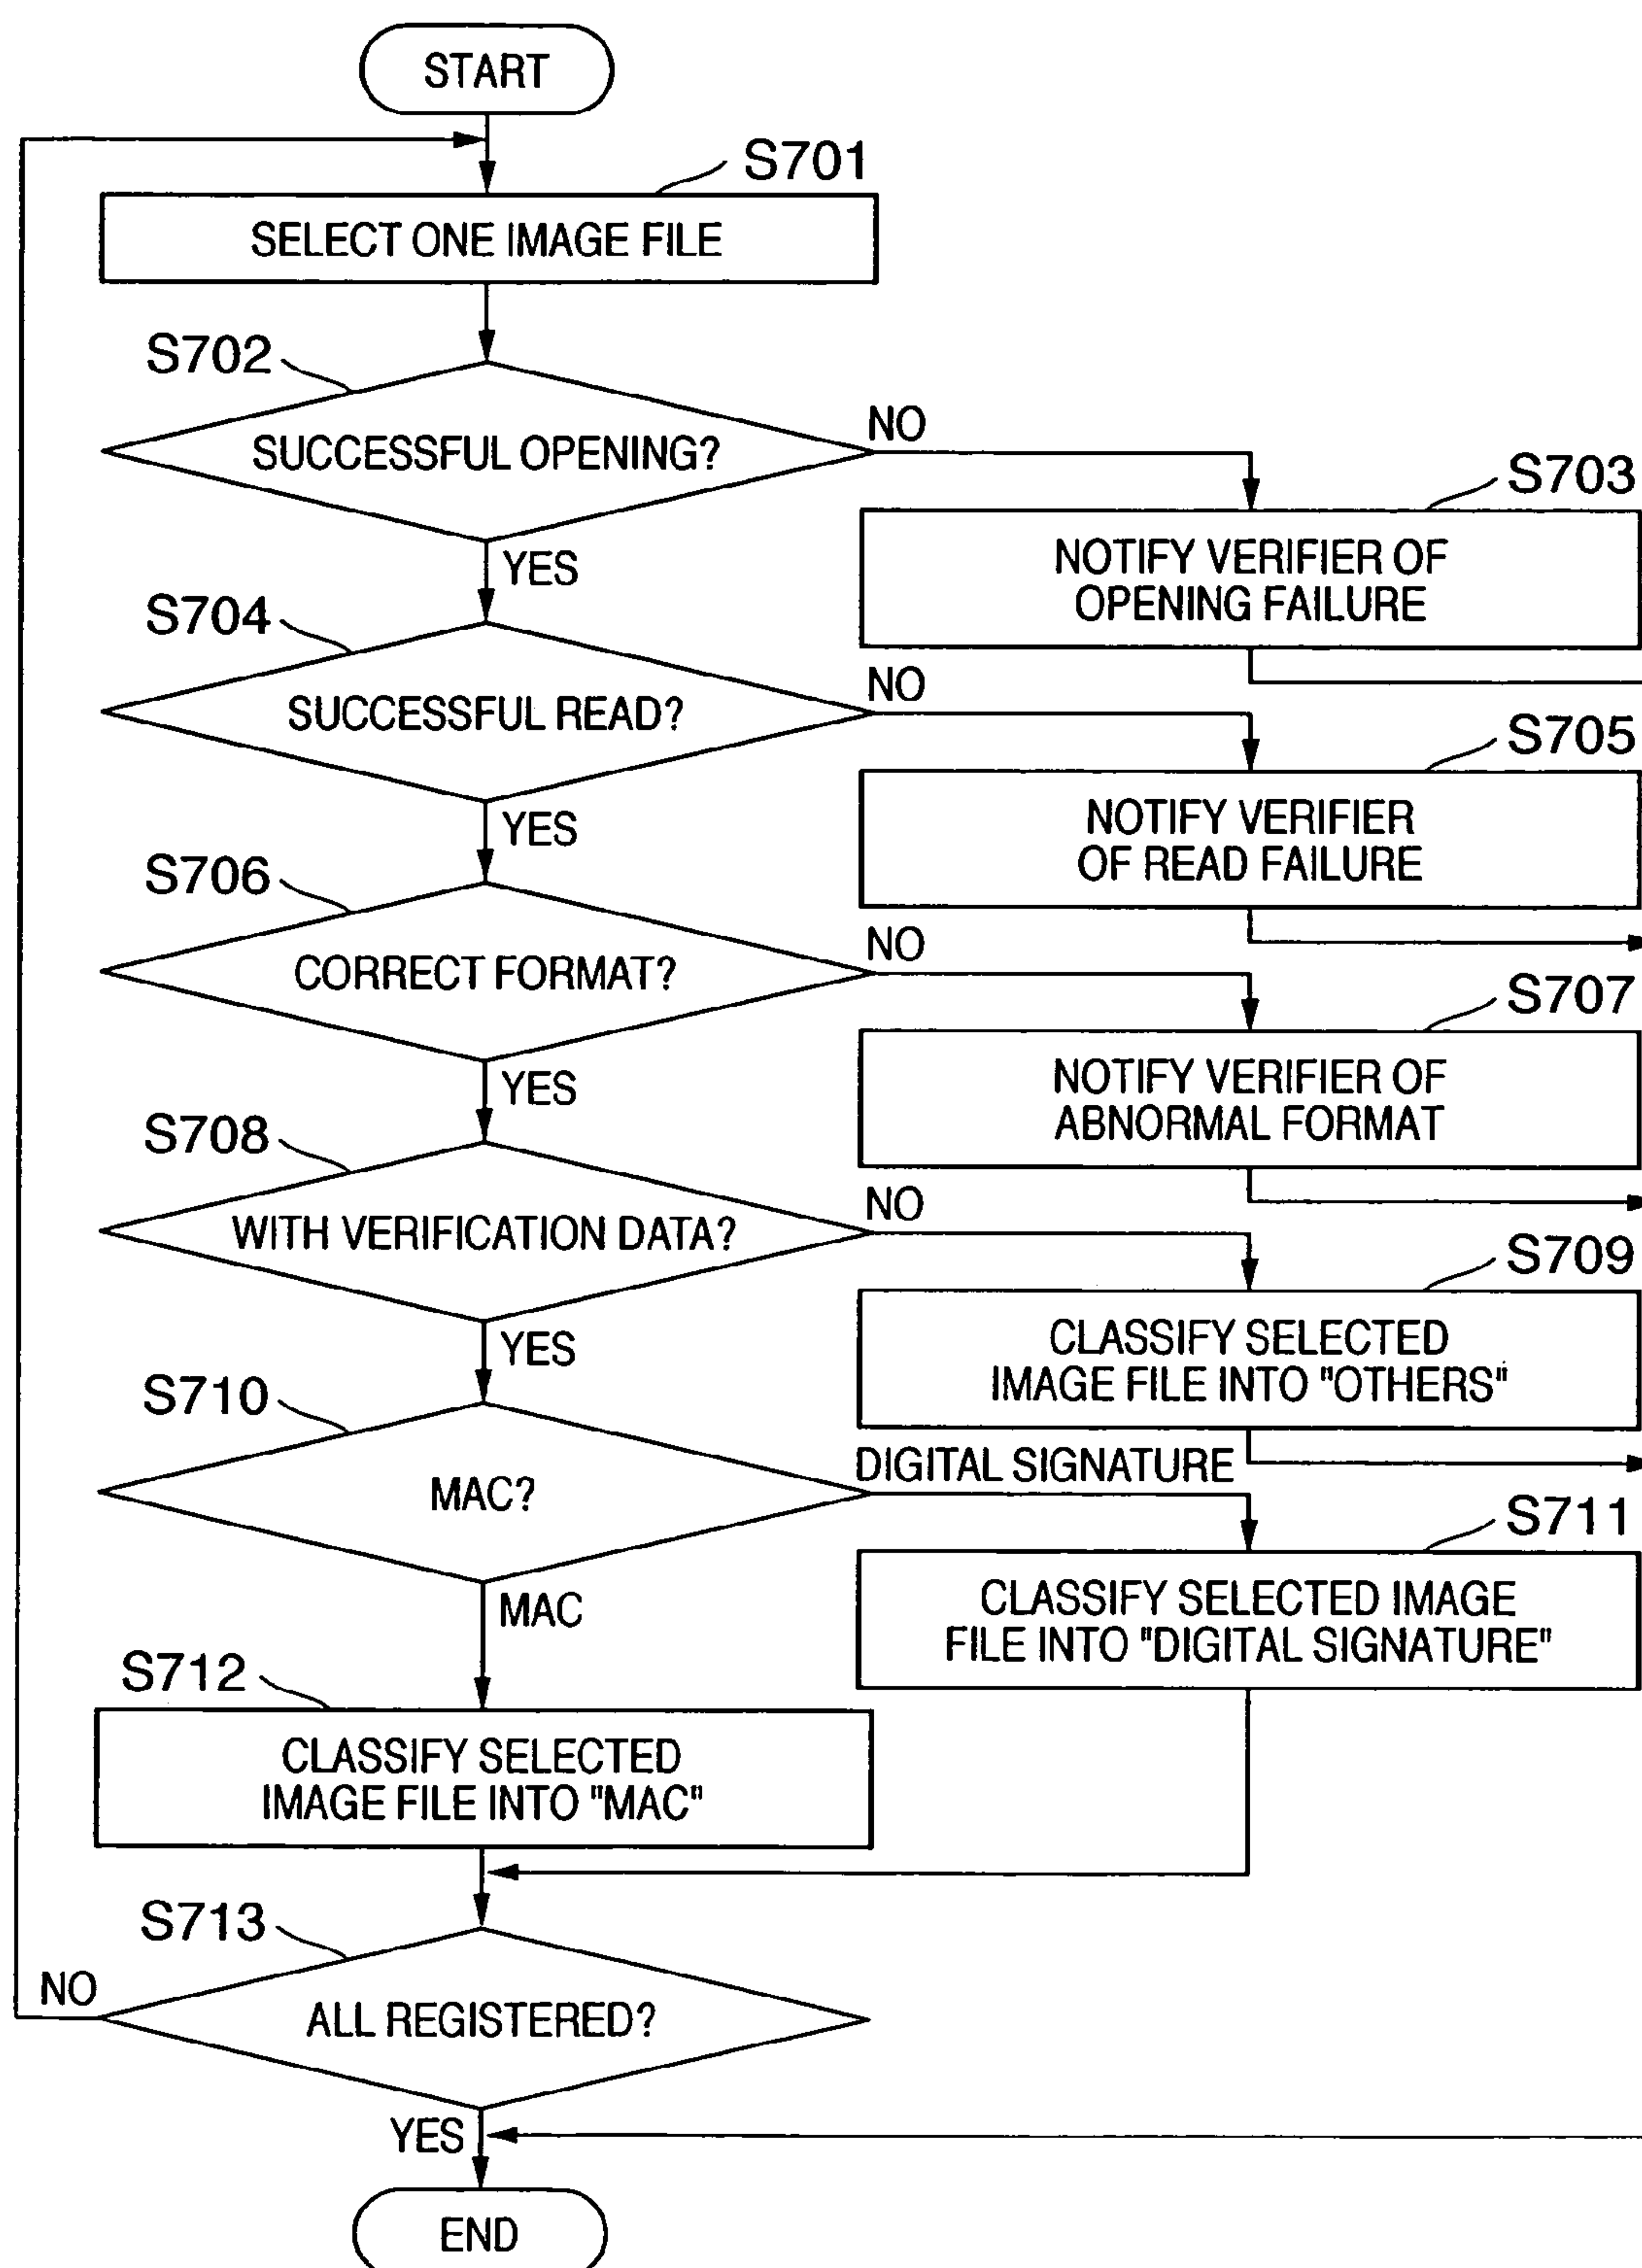 START
S701
SELECT ONE IMAGE FILE
S702
SUCCESSFUL OPENING?
NO
S703
NOTIFY VERIFIER OF
OPENING FAILURE
YES
S704
SUCCESSFUL READ?
NO
S705
NOTIFY VERIFIER
OF READ FAILURE
YES
S706
CORRECT FORMAT?
NO
S707
NOTIFY VERIFIER OF
ABNORMAL FORMAT
YES
S708
WITH VERIFICATION DATA?
NO
S709
CLASSIFY SELECTED
IMAGE FILE INTO "OTHERS"
YES
S710
MAC?
DIGITAL SIGNATURE
S711
CLASSIFY SELECTED IMAGE
FILE INTO "DIGITAL SIGNATURE"
MAC
S712
CLASSIFY SELECTED
IMAGE FILE INTO "MAC"
S713
ALL REGISTERED?
NO
YES
END